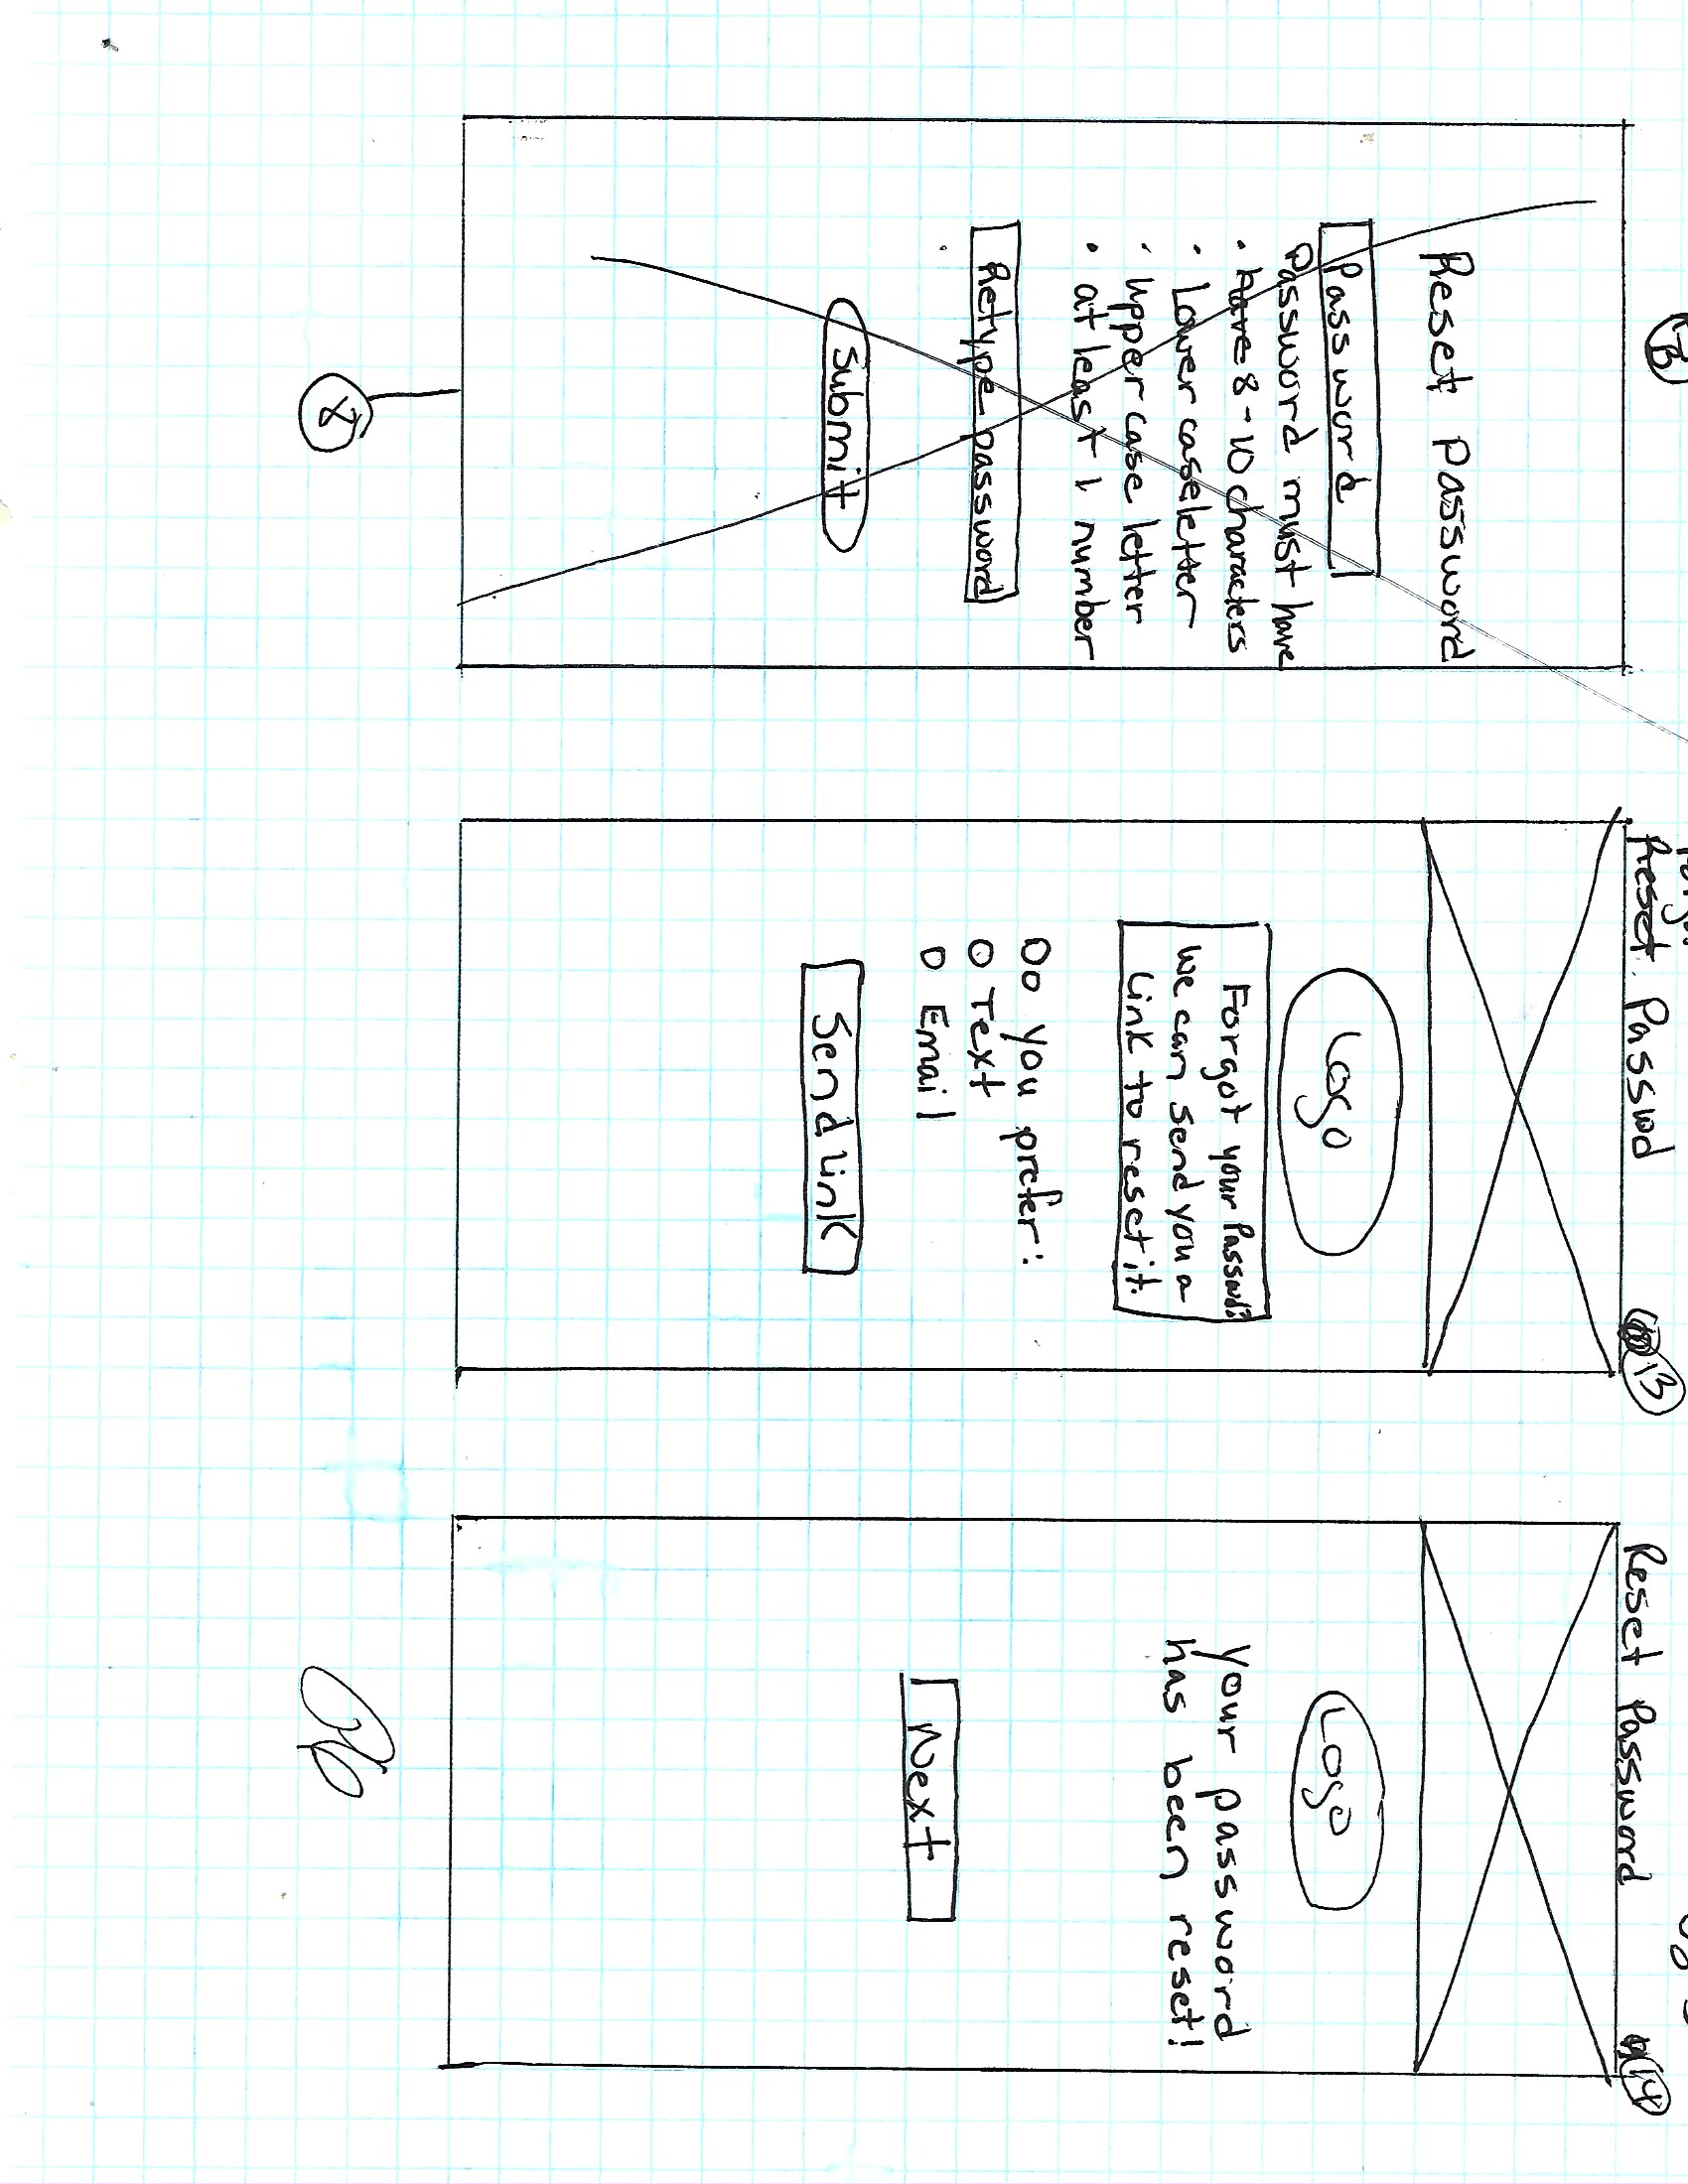 B
Reset Password
Password
Password must have
• have 8-10 characters
• Lower case letter
• upper case letter
• at least 1 number
Retype password
Submit
8
Reset Passwd
13
Logo
Forgot your Passwd?
we can send you a
link to reset it.
Do you prefer:
O Text
O Email
Send link
Reset Password
14
Logo
your password
has been reset!
Next